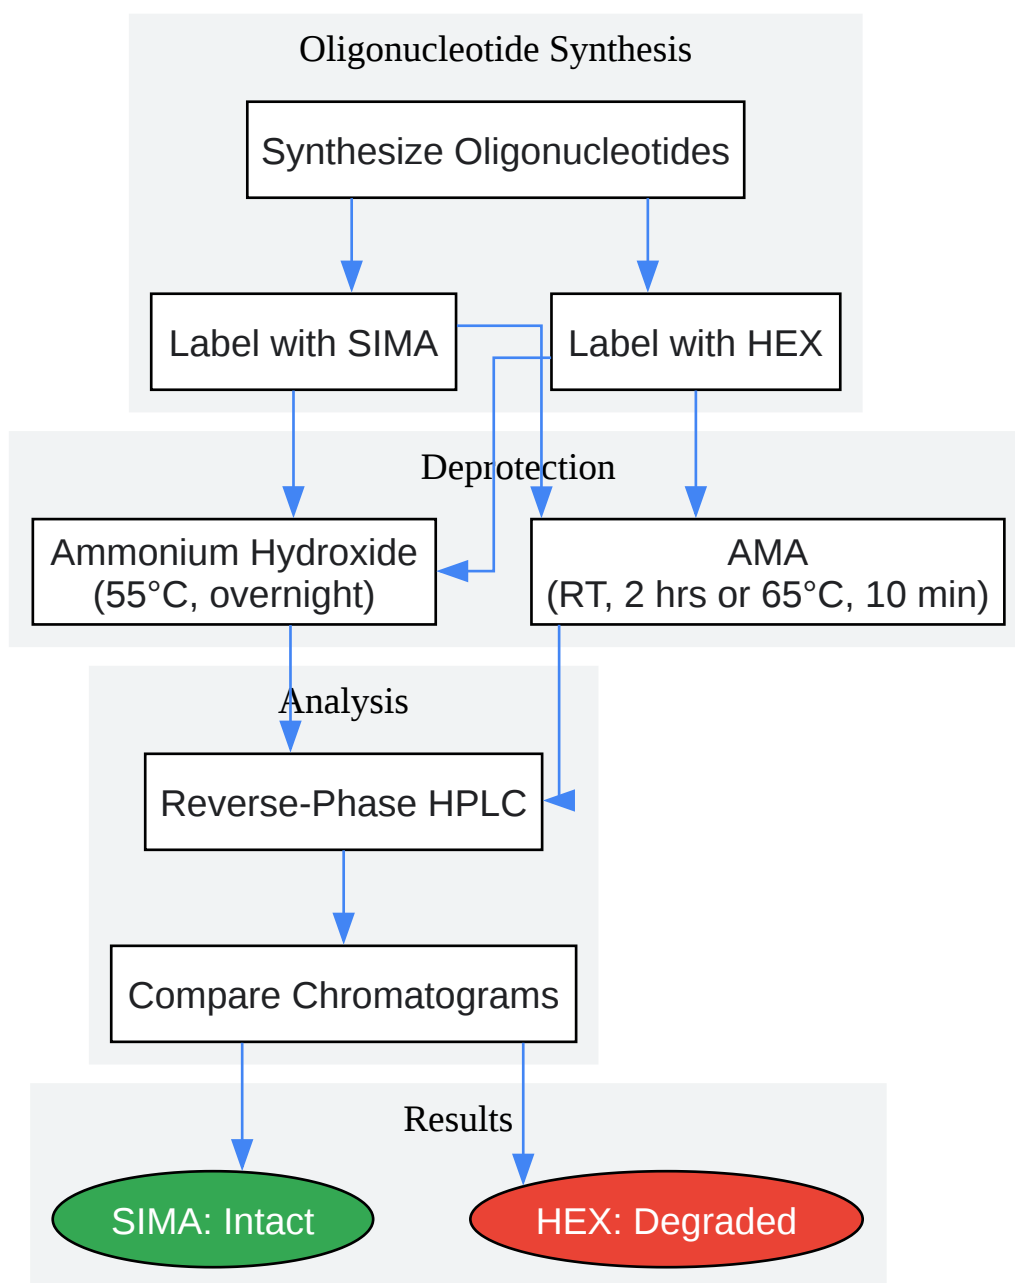 Oligonucleotide Synthesis
Synthesize Oligonucleotides
Label with SIMA
Label with HEX
Deprotection
Ammonium Hydroxide
(55°C, overnight)
AMA
(RT, 2 hrs or 65°C, 10 min)
Analysis
Reverse-Phase HPLC
Compare Chromatograms
Results
SIMA: Intact
HEX: Degraded